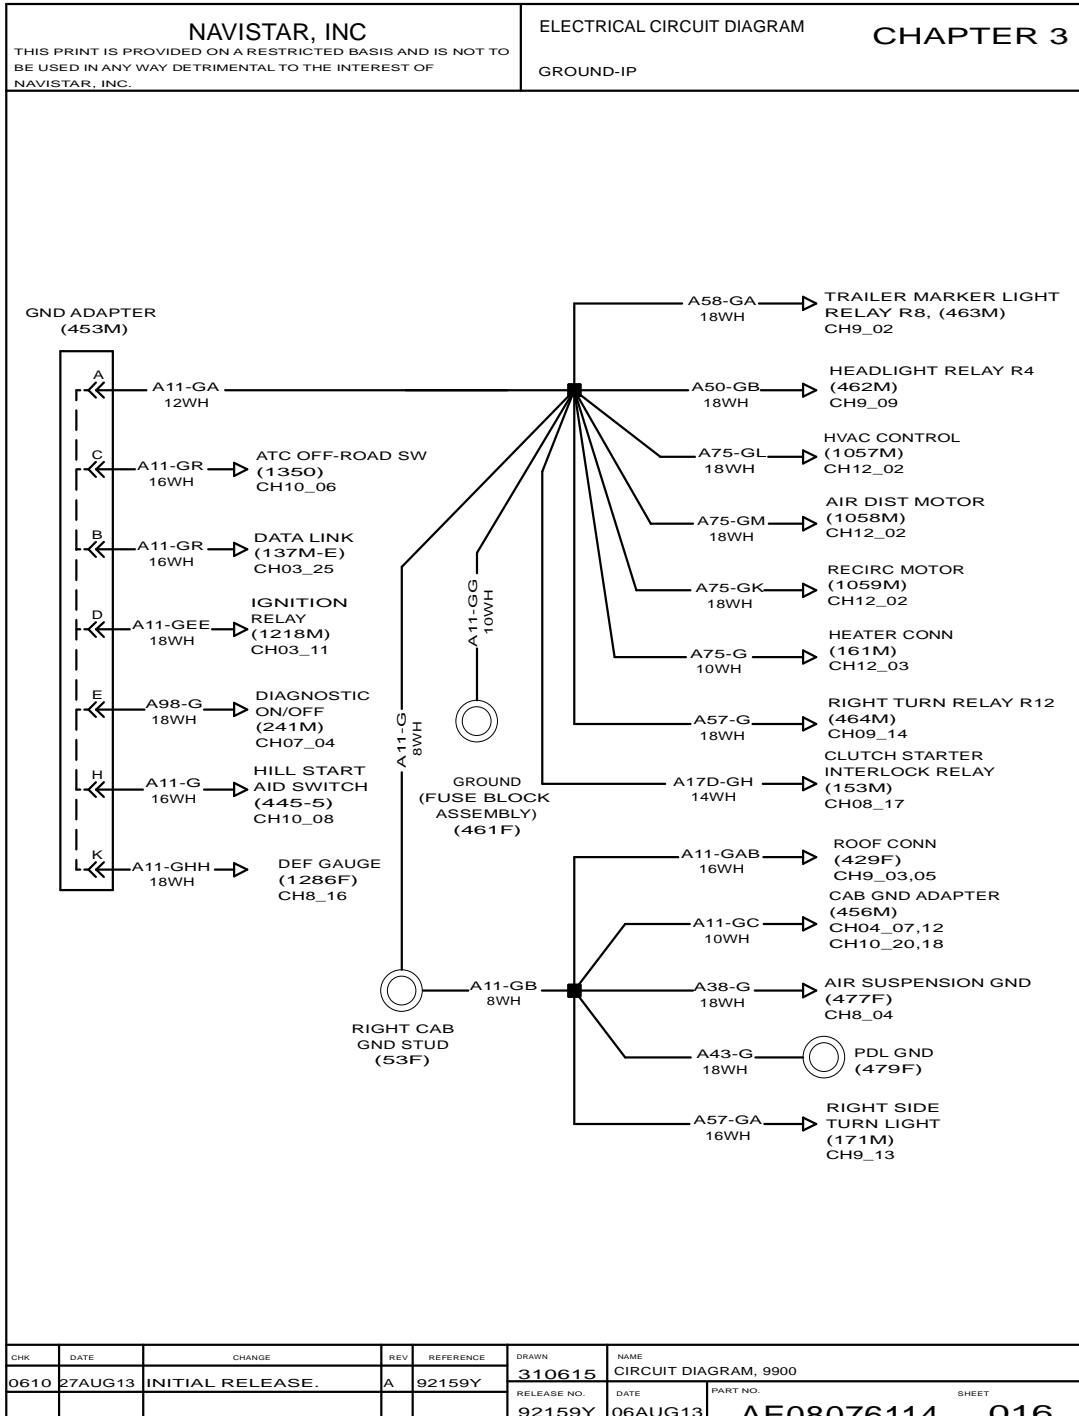 NAVISTAR, INC
THIS PRINT IS PROVIDED ON A RESTRICTED BASIS AND IS NOT TO
BE USED IN ANY WAY DETRIMENTAL TO THE INTEREST OF
NAVISTAR, INC.
ELECTRICAL CIRCUIT DIAGRAM
GROUND-IP
CHAPTER 3
GND ADAPTER
(453M)
A
A11-GA
12WH
C
A11-GR
16WH
ATC OFF-ROAD SW
(1350)
CH10_06
B
A11-GR
16WH
DATA LINK
(137M-E)
CH03_25
D
A11-GEE
18WH
IGNITION
RELAY
(1218M)
CH03_11
E
A98-G
18WH
DIAGNOSTIC
ON/OFF
(241M)
CH07_04
H
A11-G
16WH
HILL START
AID SWITCH
(445-5)
CH10_08
K
A11-GHH
18WH
DEF GAUGE
(1286F)
CH8_16
A11-G
8WH
A11-GG
10WH
GROUND
(FUSE BLOCK
ASSEMBLY)
(461F)
A58-GA
18WH
TRAILER MARKER LIGHT
RELAY R8, (463M)
CH9_02
A50-GB
18WH
HEADLIGHT RELAY R4
(462M)
CH9_09
A75-GL
18WH
HVAC CONTROL
(1057M)
CH12_02
A75-GM
18WH
AIR DIST MOTOR
(1058M)
CH12_02
A75-GK
18WH
RECIRC MOTOR
(1059M)
CH12_02
A75-G
10WH
HEATER CONN
(161M)
CH12_03
A57-G
18WH
RIGHT TURN RELAY R12
(464M)
CH09_14
A17D-GH
14WH
CLUTCH STARTER
INTERLOCK RELAY
(153M)
CH08_17
RIGHT CAB
GND STUD
(53F)
A11-GB
8WH
A11-GAB
16WH
ROOF CONN
(429F)
CH9_03,05
A11-GC
10WH
CAB GND ADAPTER
(456M)
CH04_07,12
CH10_20,18
A38-G
18WH
AIR SUSPENSION GND
(477F)
CH8_04
A43-G
18WH
PDL GND
(479F)
A57-GA
16WH
RIGHT SIDE
TURN LIGHT
(171M)
CH9_13
CHK DATE CHANGE REV REFERENCE
0610 27AUG13 INITIAL RELEASE. A 92159Y
DRAWN
310615
NAME
CIRCUIT DIAGRAM, 9900
RELEASE NO.
92159Y
DATE
06AUG13
PART NO.
AE08076114
SHEET
016